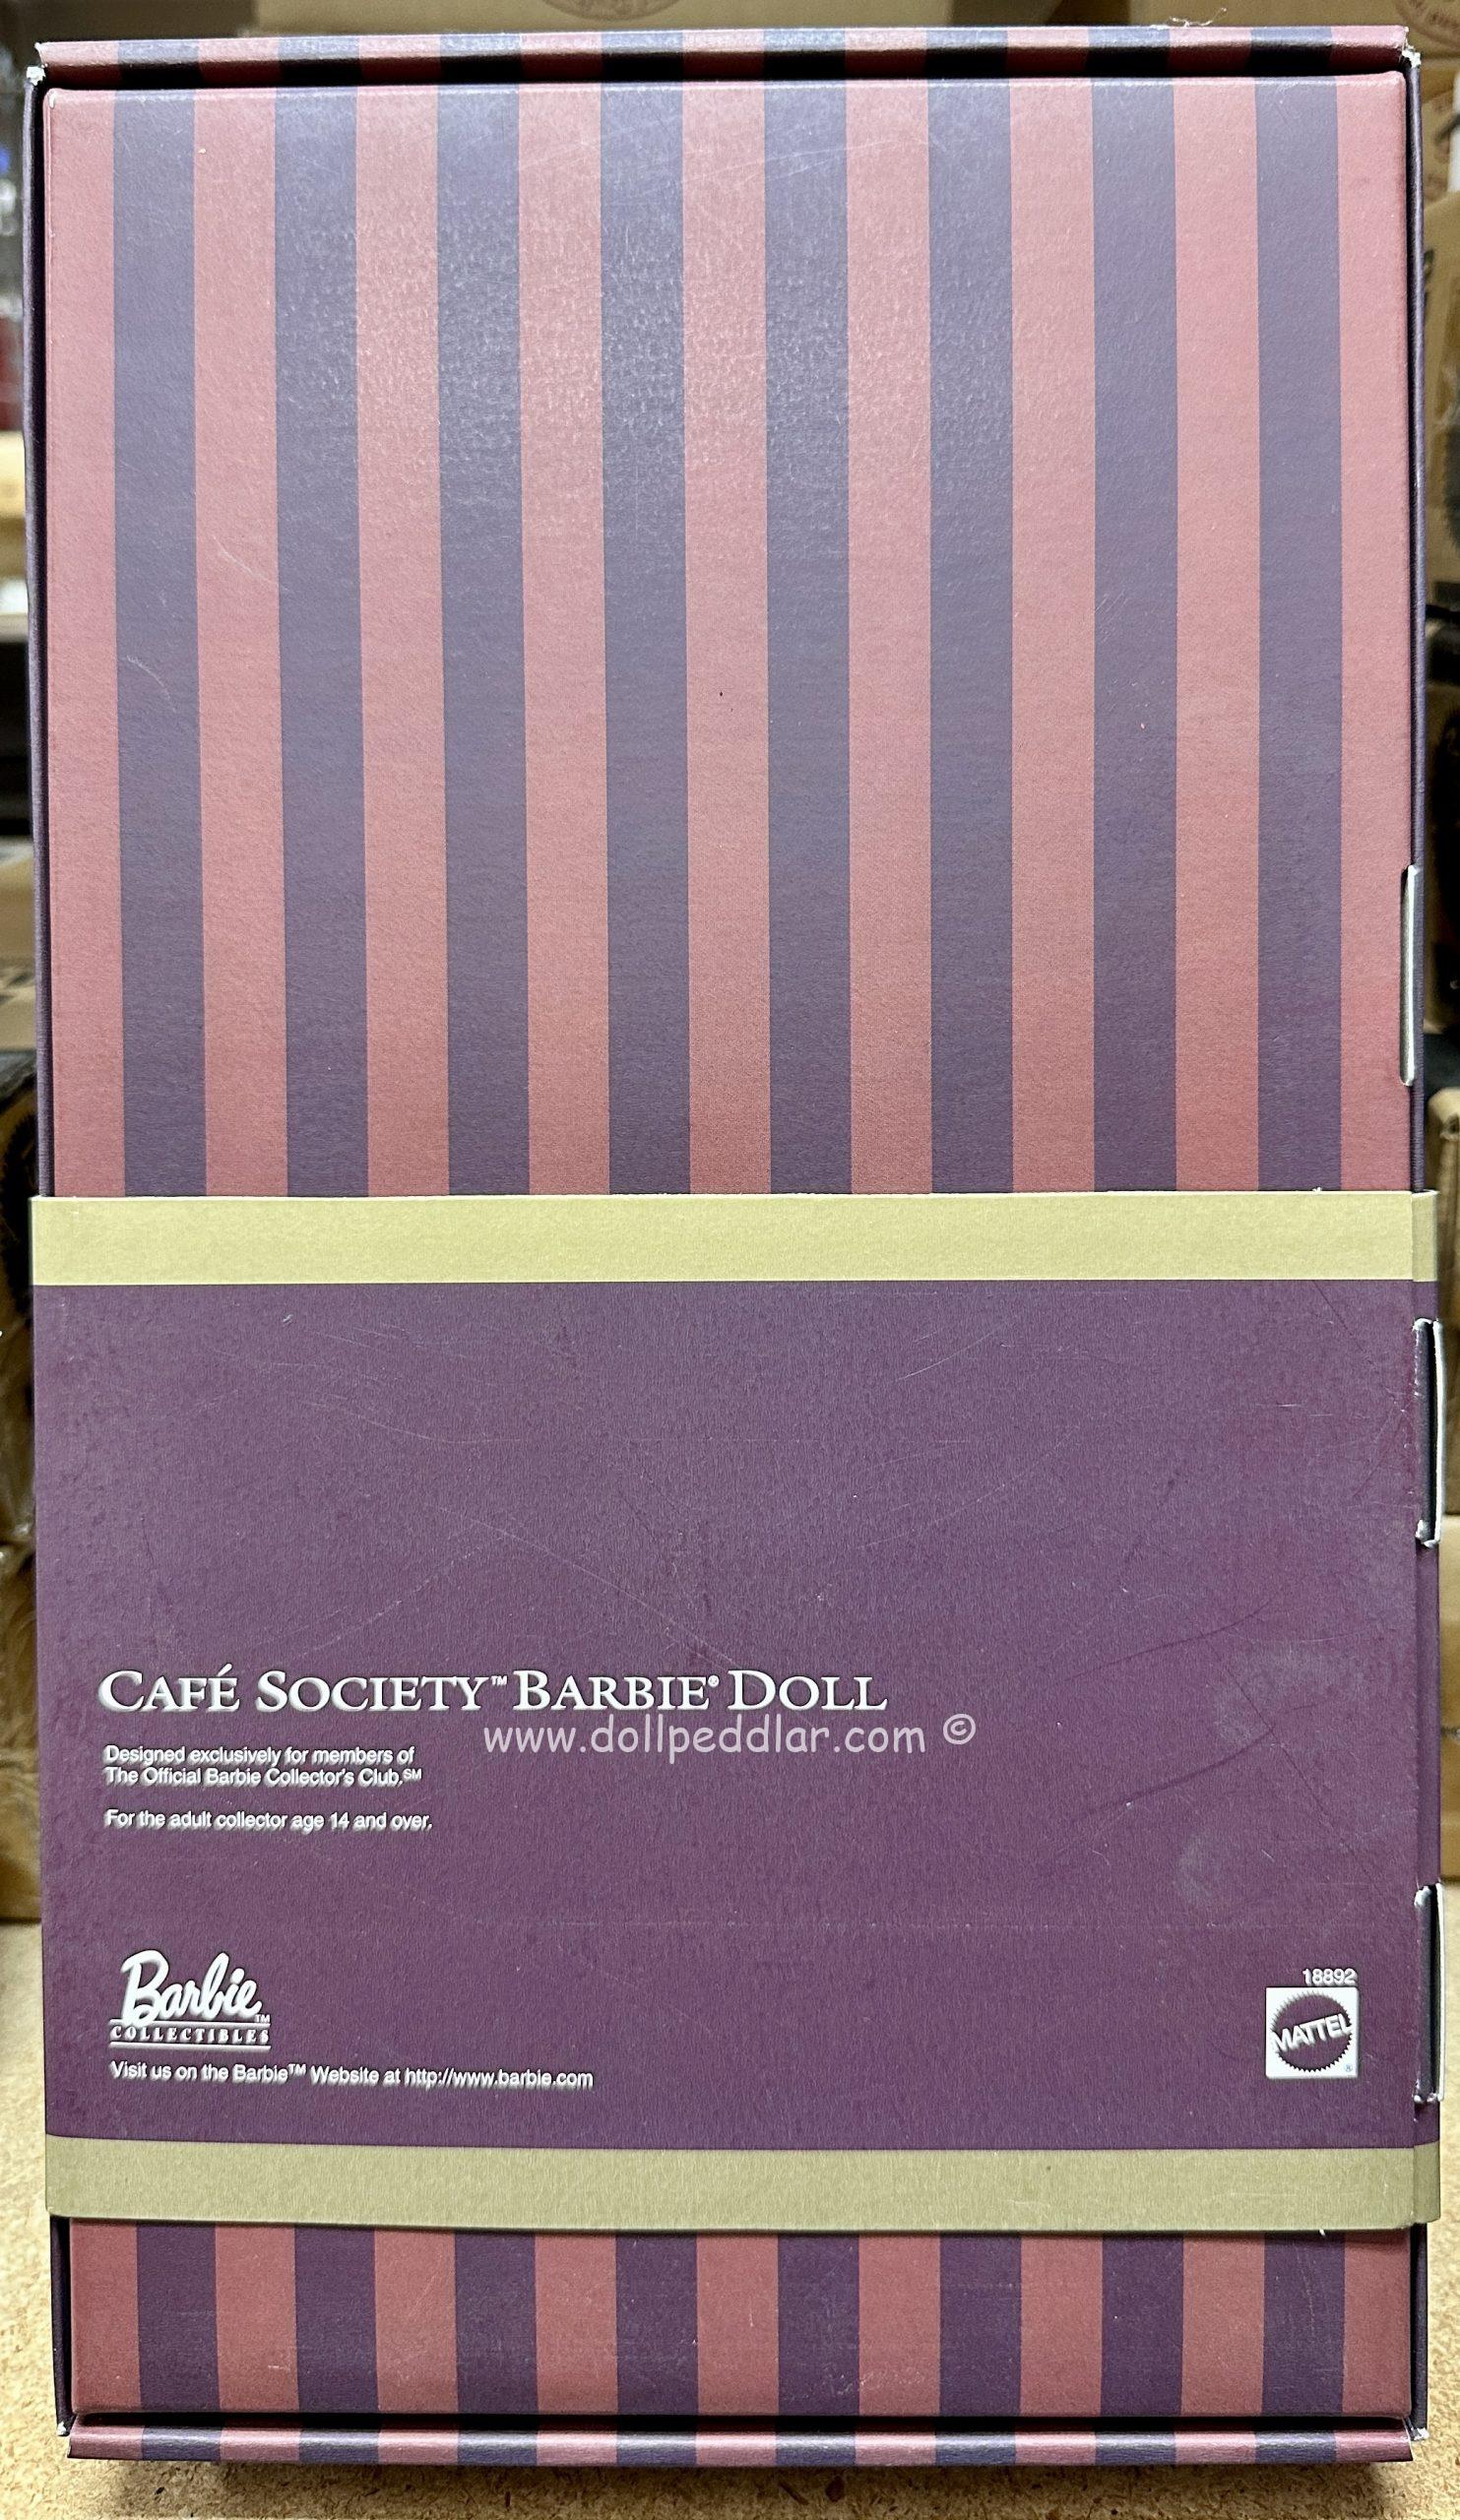 CAFÉ SOCIETY™ BARBIE® DOLL
www.dollpeddlar.com ©
Designed exclusively for members of
The Official Barbie Collector's Club.℠
For the adult collector age 14 and over.
Barbie™
COLLECTIBLES
Visit us on the Barbie™ Website at http://www.barbie.com
18892
MATTEL®